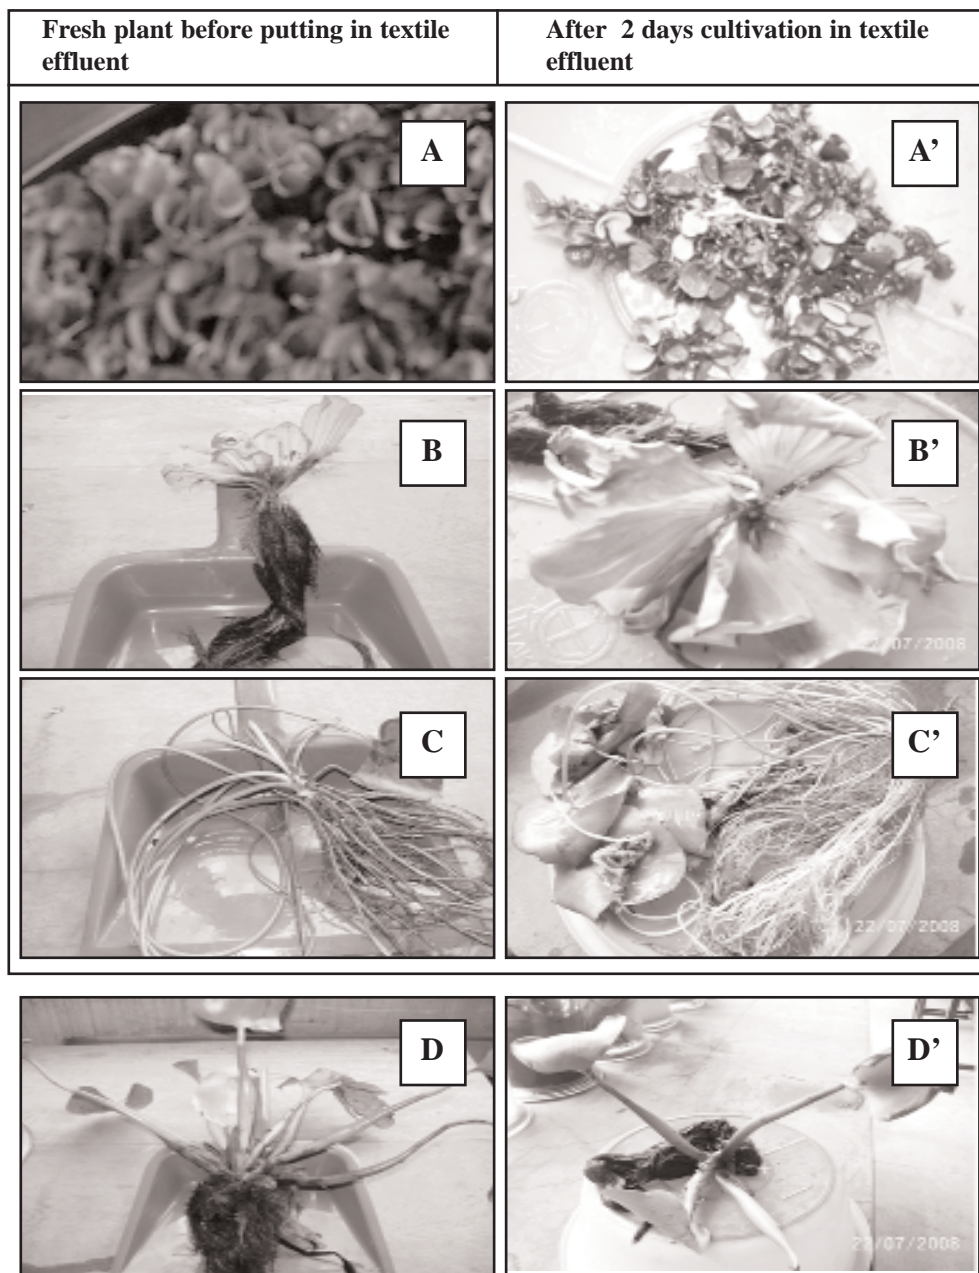 Fresh plant before putting in textile
effluent
After 2 days cultivation in textile
effluent
A
A’
B
B’
22/07/2008
C
C’
22/07/2008
D
D’
22/07/2008